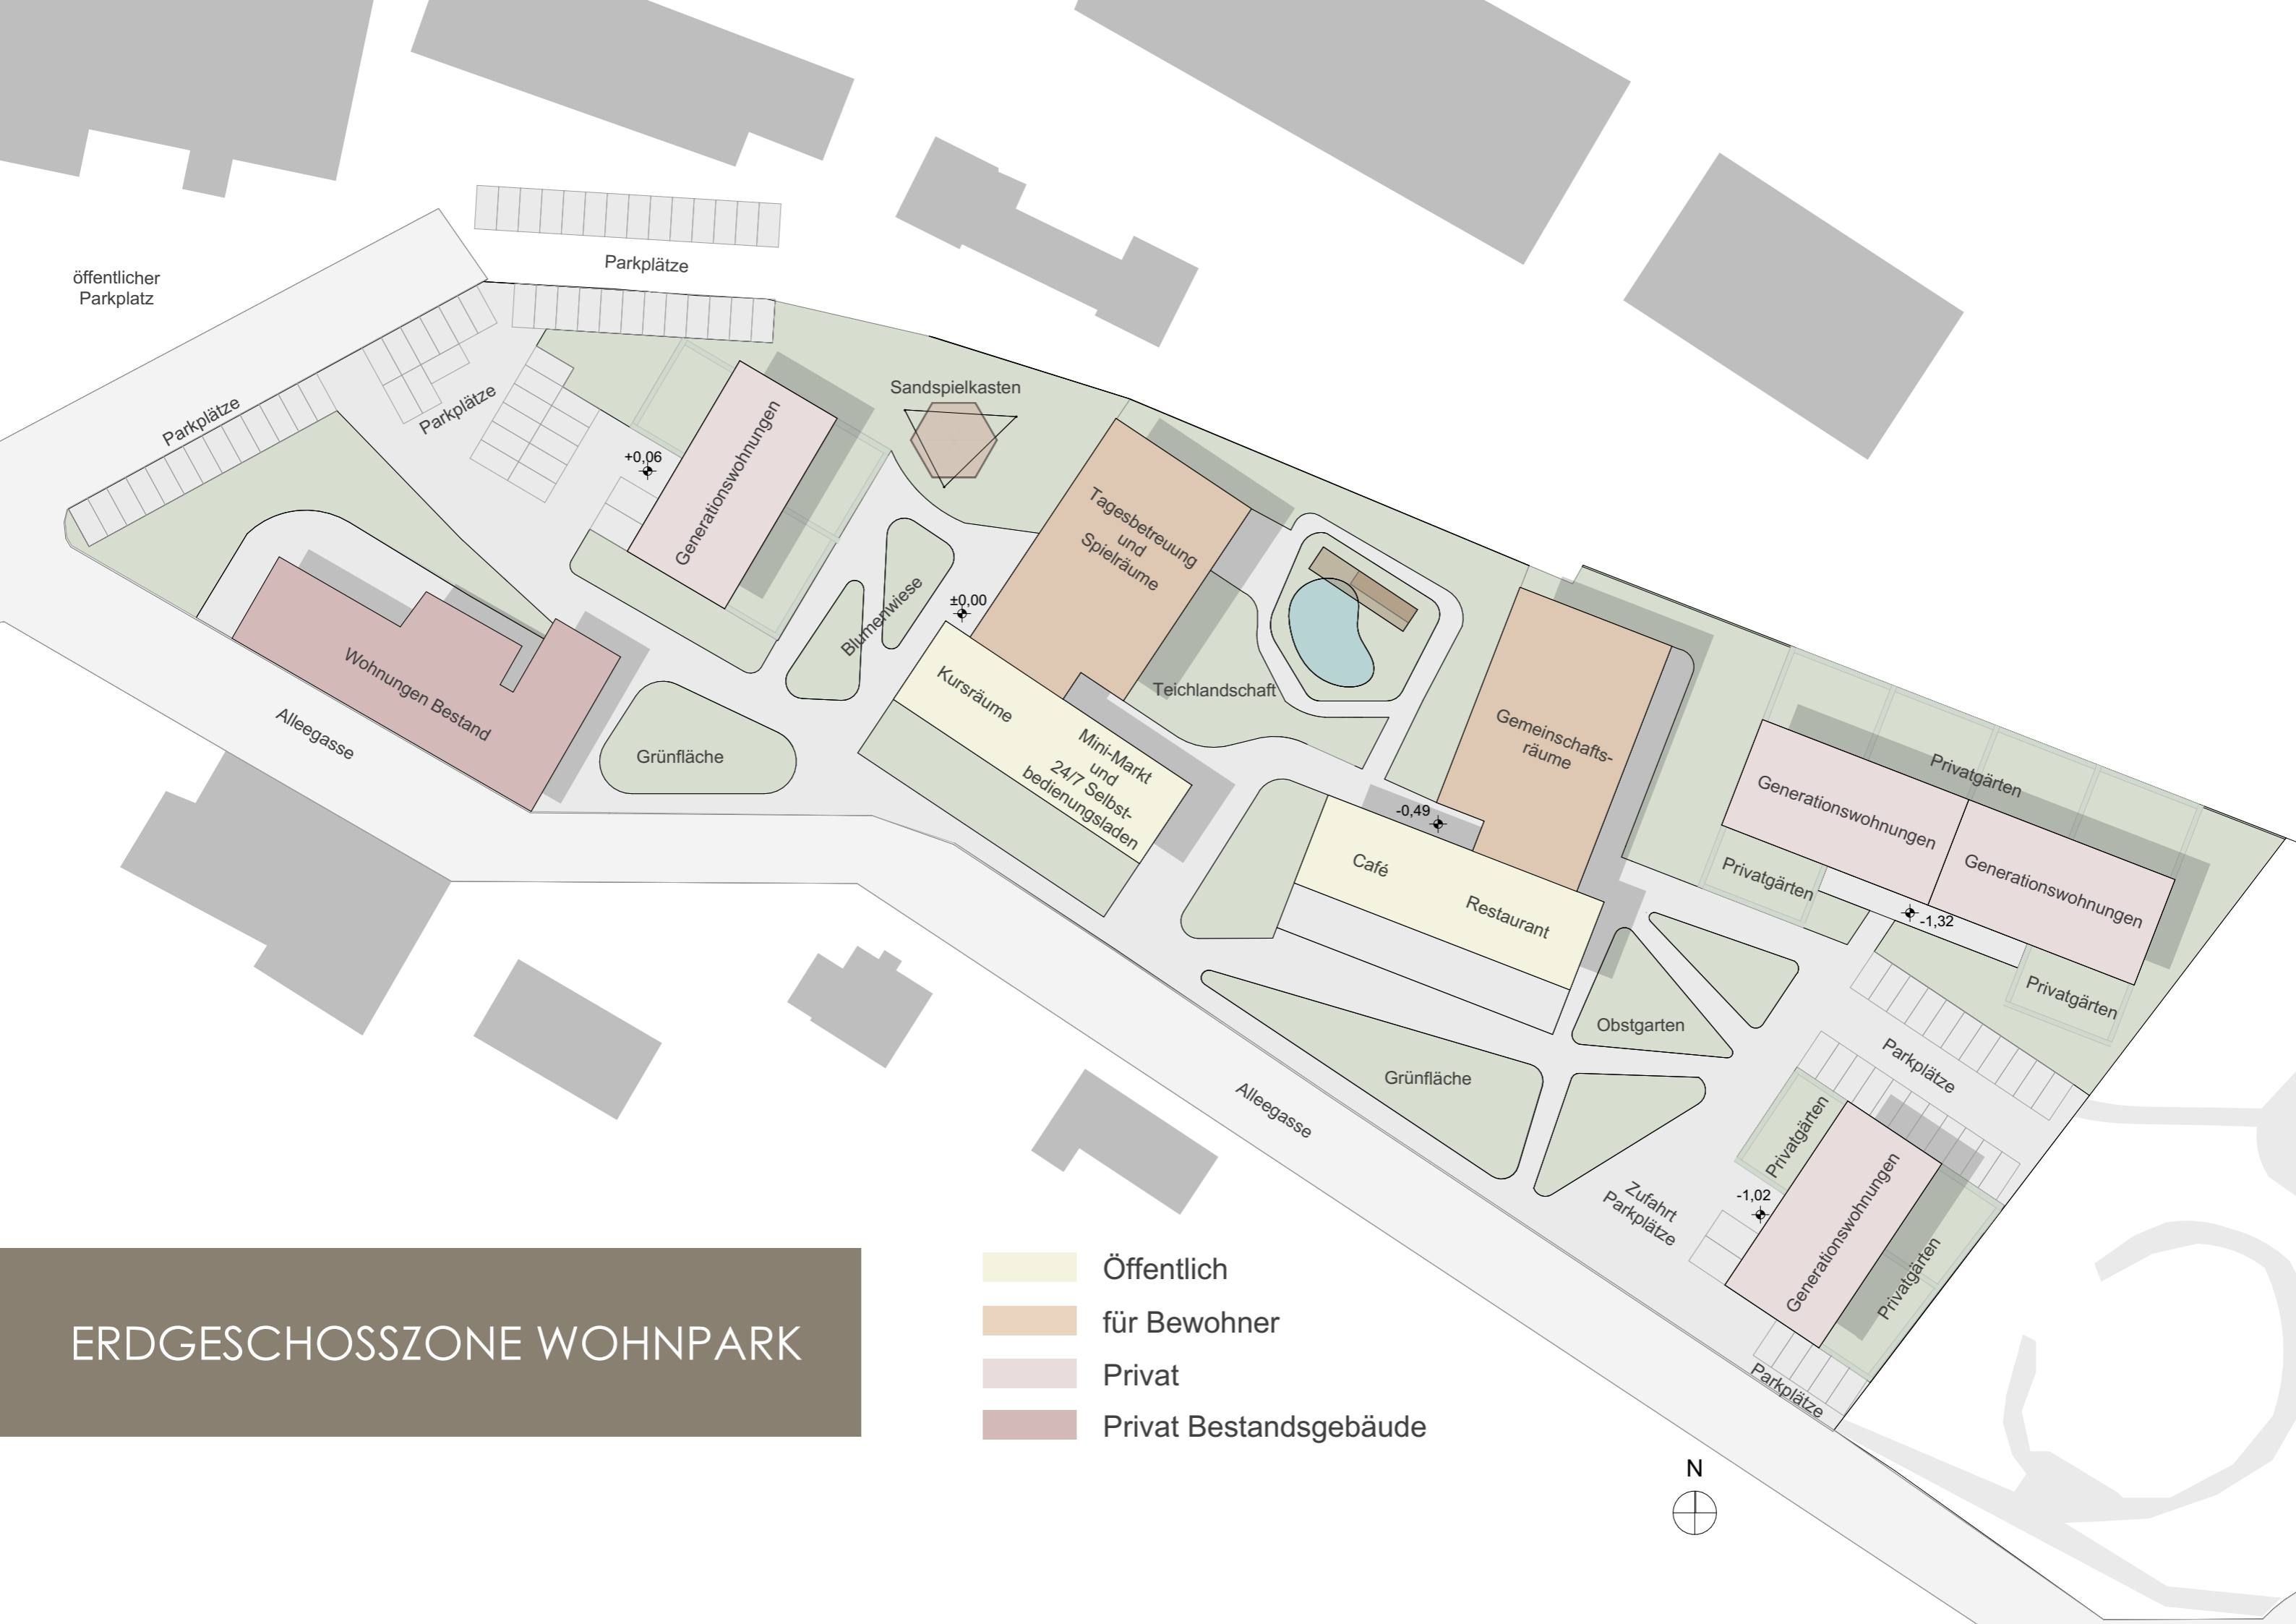 öffentlicher
Parkplatz
Parkplätze
Parkplätze
Parkplätze
Sandspielkasten
+0,06
Generationswohnungen
Tagesbetreuung
und
Spielräume
±0,00
Blumenwiese
Wohnungen Bestand
Alleegasse
Grünfläche
Kursräume
Mini-Markt
und
24/7 Selbst-
bedienungsladen
Teichlandschaft
Gemeinschafts-
räume
-0,49
Café
Restaurant
Privatgärten
Generationswohnungen
Generationswohnungen
Privatgärten
-1,32
Privatgärten
Obstgarten
Grünfläche
Alleegasse
Parkplätze
Privatgärten
-1,02
Generationswohnungen
Privatgärten
Zufahrt
Parkplätze
Parkplätze
ERDGESCHOSSZONE WOHNPARK
Öffentlich
für Bewohner
Privat
Privat Bestandsgebäude
N